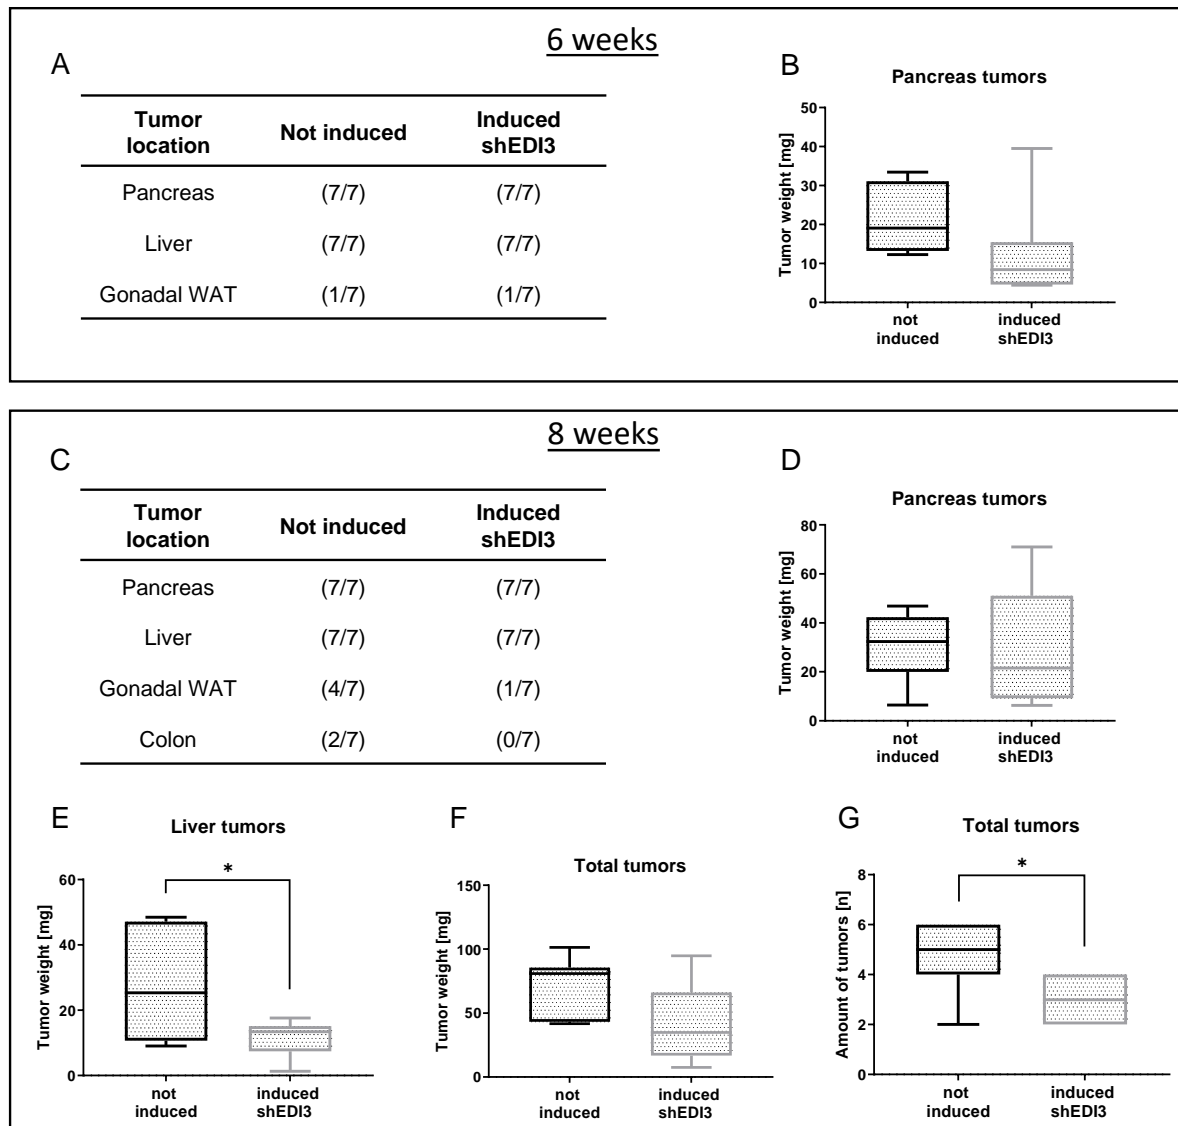 6 weeks
A
Tumor location Not induced Induced shEDI3
Pancreas (7/7) (7/7)
Liver (7/7) (7/7)
Gonadal WAT (1/7) (1/7)
B
Pancreas tumors
Tumor weight [mg]
50
40
30
20
10
0
not induced
induced shEDI3
8 weeks
C
Tumor location Not induced Induced shEDI3
Pancreas (7/7) (7/7)
Liver (7/7) (7/7)
Gonadal WAT (4/7) (1/7)
Colon (2/7) (0/7)
D
Pancreas tumors
Tumor weight [mg]
80
60
40
20
0
not induced
induced shEDI3
E
Liver tumors
*
Tumor weight [mg]
60
40
20
0
not induced
induced shEDI3
F
Total tumors
Tumor weight [mg]
150
100
50
0
not induced
induced shEDI3
G
Total tumors
*
Amount of tumors [n]
8
6
4
2
0
not induced
induced shEDI3